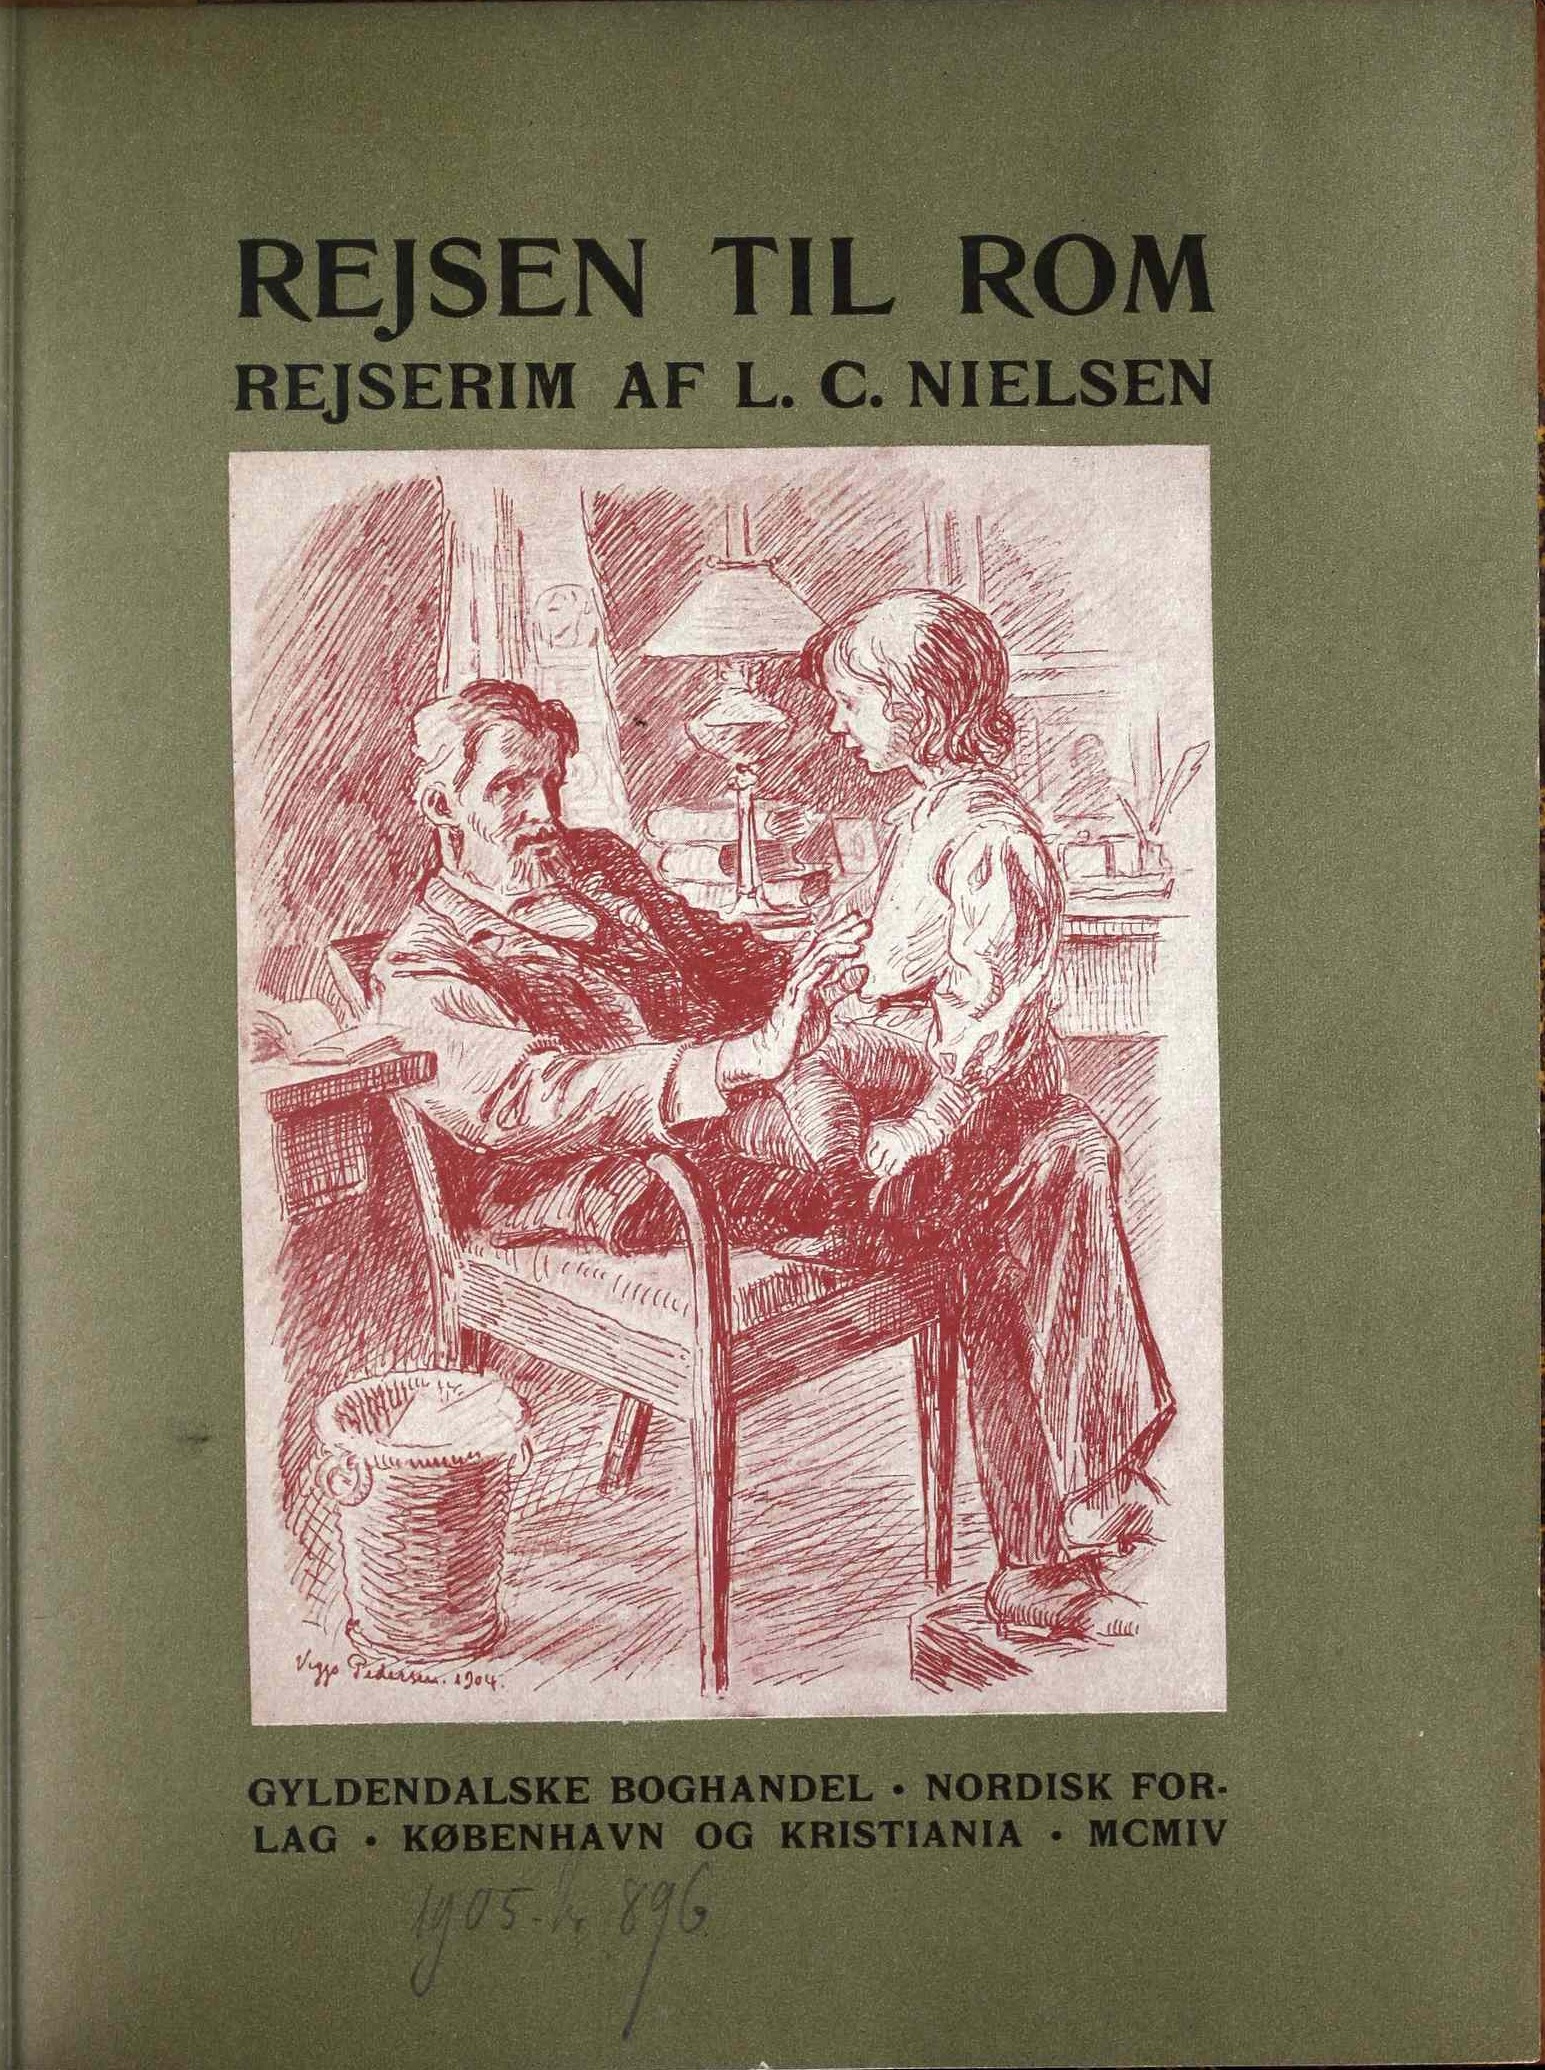 REJSEN TIL ROM
REJSERIM AF L. C. NIELSEN
Viggo Pedersen. 1904.
GYLDENDALSKE BOGHANDEL • NORDISK FOR-
LAG • KØBENHAVN OG KRISTIANIA • MCMIV
1905. 896